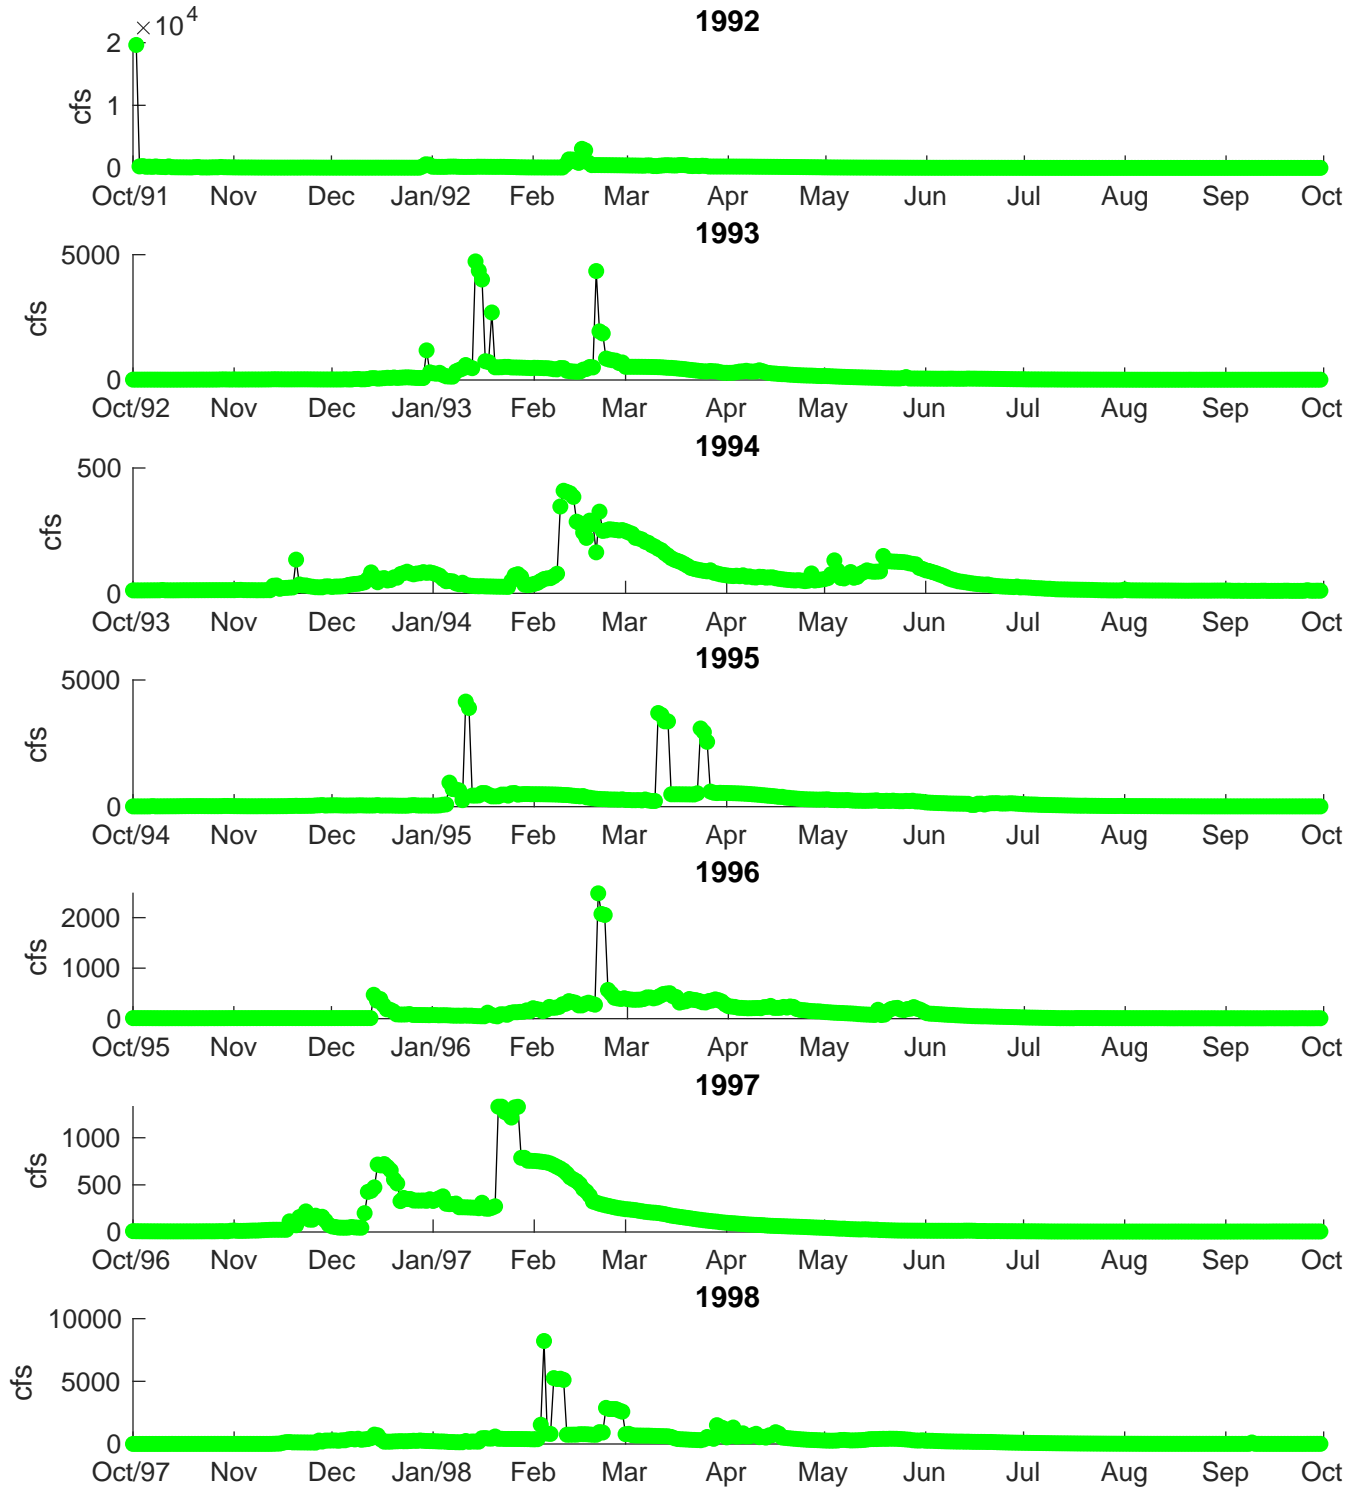 1992
×10^4
2
1
0
cfs
Oct/91 Nov Dec Jan/92 Feb Mar Apr May Jun Jul Aug Sep Oct
1993
5000
0
cfs
Oct/92 Nov Dec Jan/93 Feb Mar Apr May Jun Jul Aug Sep Oct
1994
500
0
cfs
Oct/93 Nov Dec Jan/94 Feb Mar Apr May Jun Jul Aug Sep Oct
1995
5000
0
cfs
Oct/94 Nov Dec Jan/95 Feb Mar Apr May Jun Jul Aug Sep Oct
1996
2000
1000
0
cfs
Oct/95 Nov Dec Jan/96 Feb Mar Apr May Jun Jul Aug Sep Oct
1997
1000
500
0
cfs
Oct/96 Nov Dec Jan/97 Feb Mar Apr May Jun Jul Aug Sep Oct
1998
10000
5000
0
cfs
Oct/97 Nov Dec Jan/98 Feb Mar Apr May Jun Jul Aug Sep Oct